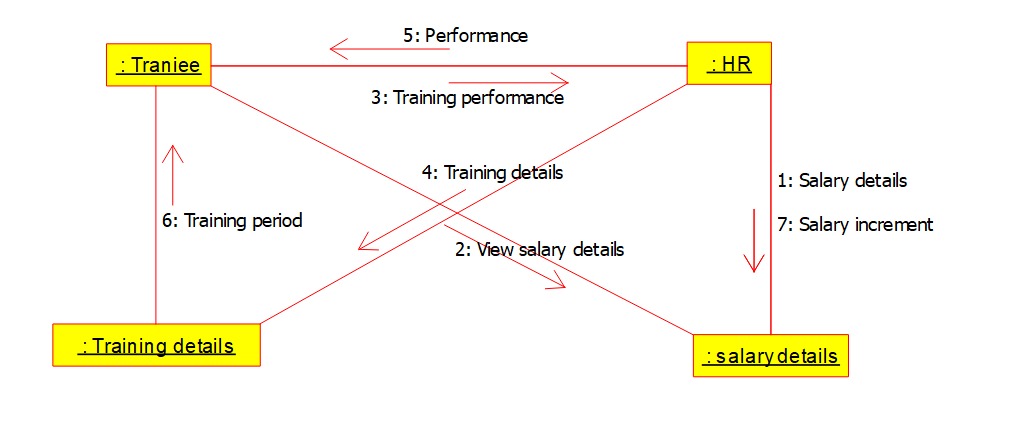 5: Performance
: Traniee
: HR
3: Training performance
4: Training details
1: Salary details
6: Training period
7: Salary increment
2: View salary details
: Training details
: salary details